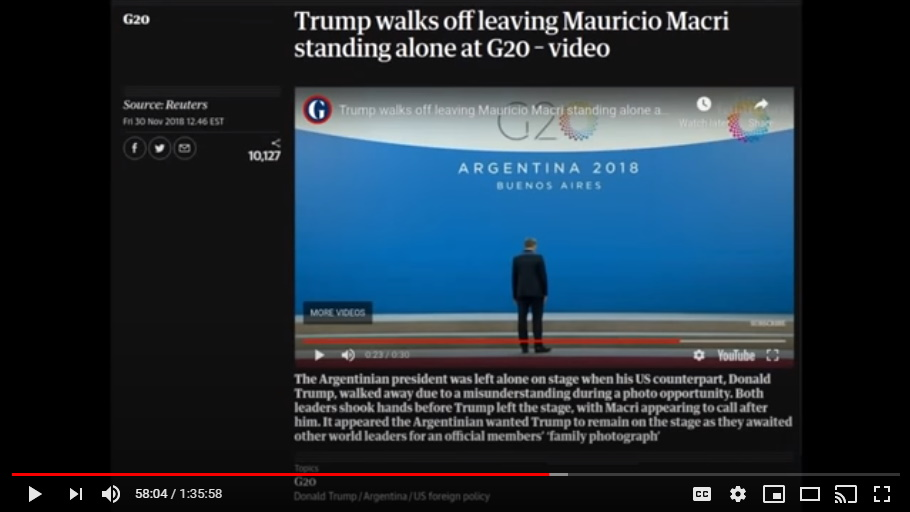 G20
Trump walks off leaving Mauricio Macri
standing alone at G20 – video
Source: Reuters
Fri 30 Nov 2018 12.46 EST
10,127
G
Trump walks off leaving Mauricio Macri standing alone a...
Watch later
Share
G20
ARGENTINA 2018
BUENOS AIRES
MORE VIDEOS
SUBSCRIBE
0:23 / 0:30
YouTube
The Argentinian president was left alone on stage when his US counterpart, Donald
Trump, walked away due to a misunderstanding during a photo opportunity. Both
leaders shook hands before Trump left the stage, with Macri appearing to call after
him. It appeared the Argentinian wanted Trump to remain on the stage as they awaited
other world leaders for an official members’ ‘family photograph’
Topics
G20
Donald Trump / Argentina / US foreign policy
58:04 / 1:35:58
CC